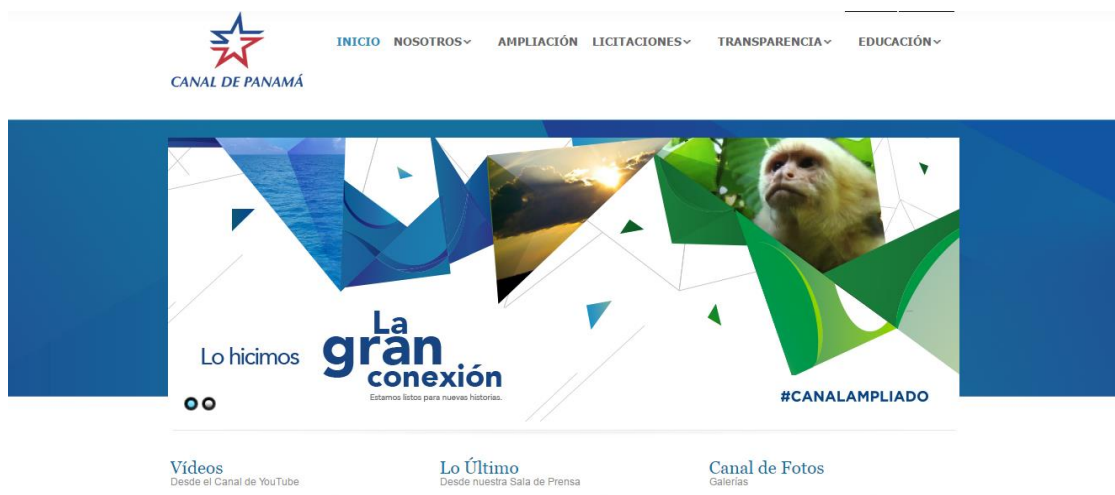 CANAL DE PANAMÁ
INICIO NOSOTROS AMPLIACIÓN LICITACIONES TRANSPARENCIA EDUCACIÓN
Lo hicimos
La
gran
conexión
Estamos listos para nuevas historias.
#CANALAMPLIADO
Vídeos
Desde el Canal de YouTube
Lo Último
Desde nuestra Sala de Prensa
Canal de Fotos
Galerías